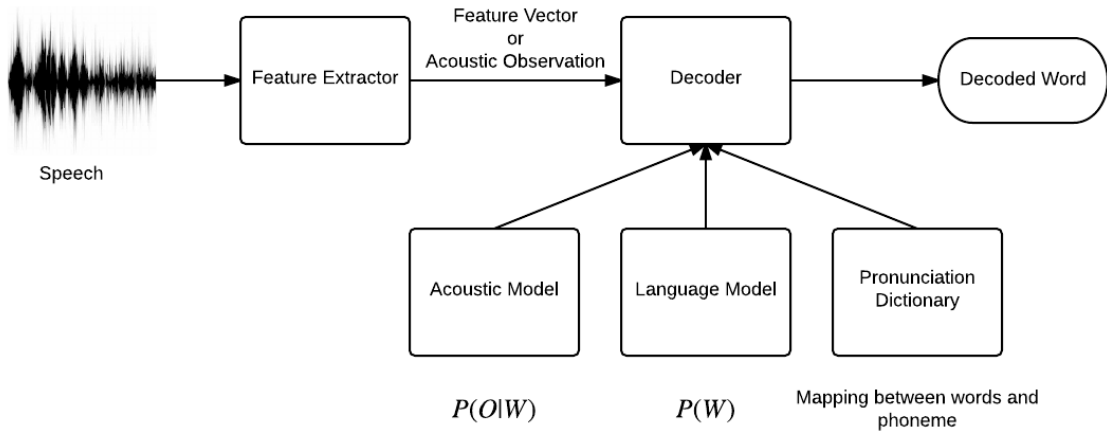 Feature Vector
or
Acoustic Observation
Feature Extractor
Decoder
Decoded Word
Speech
Acoustic Model
Language Model
Pronunciation
Dictionary
P(O|W)
P(W)
Mapping between words and
phoneme